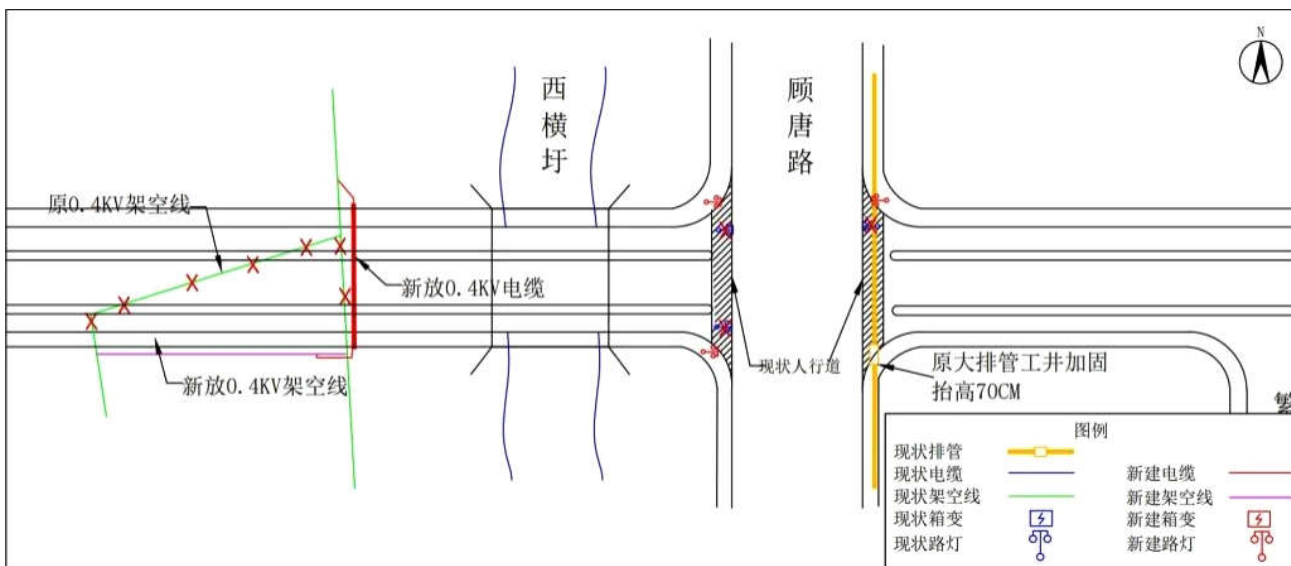 N
西横圩
顾唐路
原0.4KV架空线
新放0.4KV电缆
新放0.4KV架空线
现状人行道
原大排管工井加固
抬高70CM
图例
现状排管
现状电缆
新建电缆
现状架空线
新建架空线
现状箱变
新建箱变
现状路灯
新建路灯